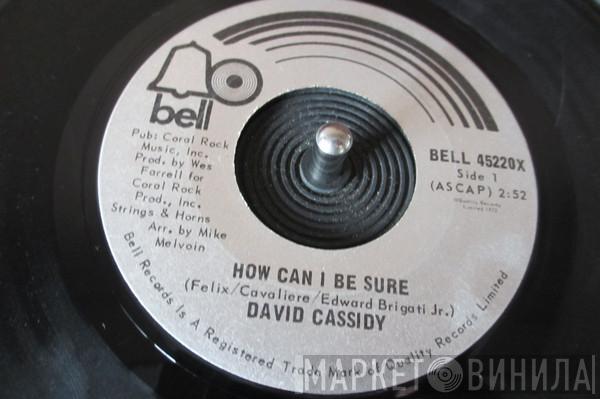 bell
Pub: Coral Rock
Music, Inc.
Prod. by Wes
Farrell for
Coral Rock
Prod., Inc.
Strings & Horns
Arr. by Mike
Melvoin
BELL 45220X
Side 1
(ASCAP) 2:52
HOW CAN I BE SURE
(Felix/Cavaliere/Edward Brigati Jr.)
DAVID CASSIDY
Bell Records Is A Registered Trade Mark of Quality Records Limited
МАРКЕТ ВИНИЛА